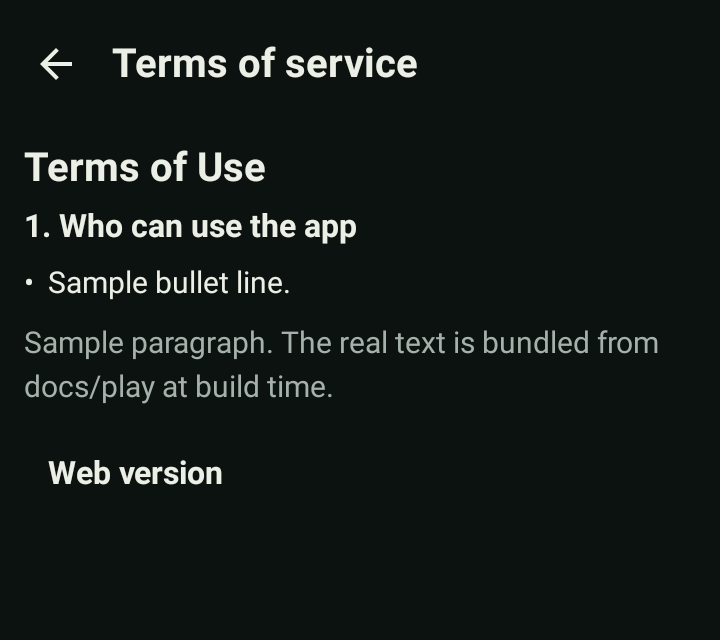 Terms of service
Terms of Use
1. Who can use the app
• Sample bullet line.
Sample paragraph. The real text is bundled from
docs/play at build time.
Web version